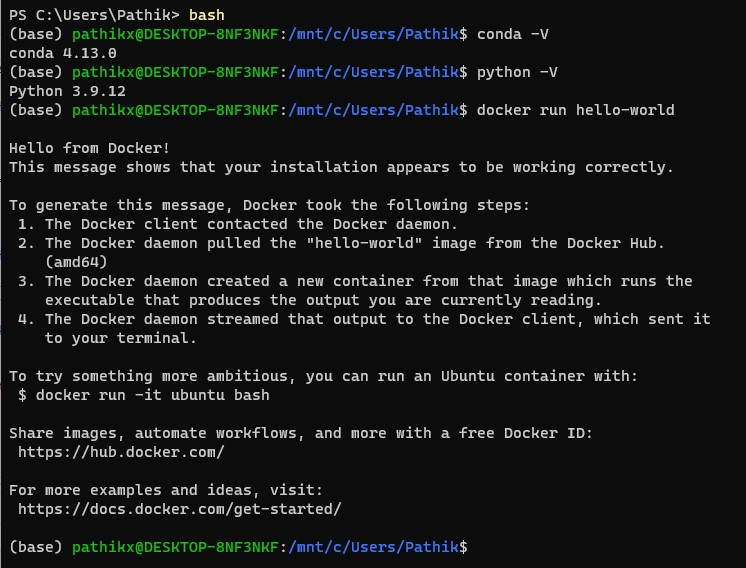 PS C:\Users\Pathik> bash
(base) pathikx@DESKTOP-8NF3NKF:/mnt/c/Users/Pathik$ conda -V
conda 4.13.0
(base) pathikx@DESKTOP-8NF3NKF:/mnt/c/Users/Pathik$ python -V
Python 3.9.12
(base) pathikx@DESKTOP-8NF3NKF:/mnt/c/Users/Pathik$ docker run hello-world

Hello from Docker!
This message shows that your installation appears to be working correctly.

To generate this message, Docker took the following steps:
 1. The Docker client contacted the Docker daemon.
 2. The Docker daemon pulled the "hello-world" image from the Docker Hub.
    (amd64)
 3. The Docker daemon created a new container from that image which runs the
    executable that produces the output you are currently reading.
 4. The Docker daemon streamed that output to the Docker client, which sent it
    to your terminal.

To try something more ambitious, you can run an Ubuntu container with:
 $ docker run -it ubuntu bash

Share images, automate workflows, and more with a free Docker ID:
 https://hub.docker.com/

For more examples and ideas, visit:
 https://docs.docker.com/get-started/

(base) pathikx@DESKTOP-8NF3NKF:/mnt/c/Users/Pathik$